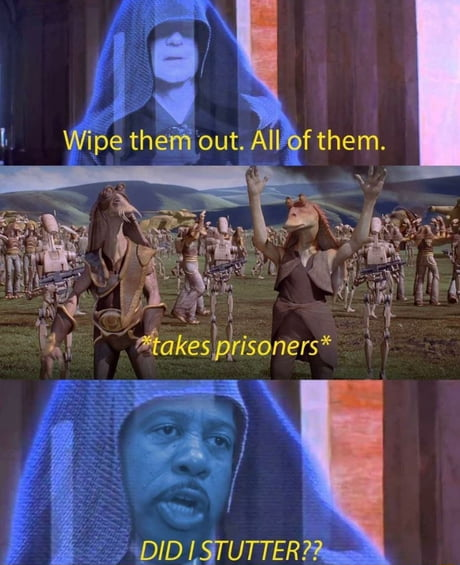 Wipe them out. All of them.
*takes prisoners*
DID I STUTTER??